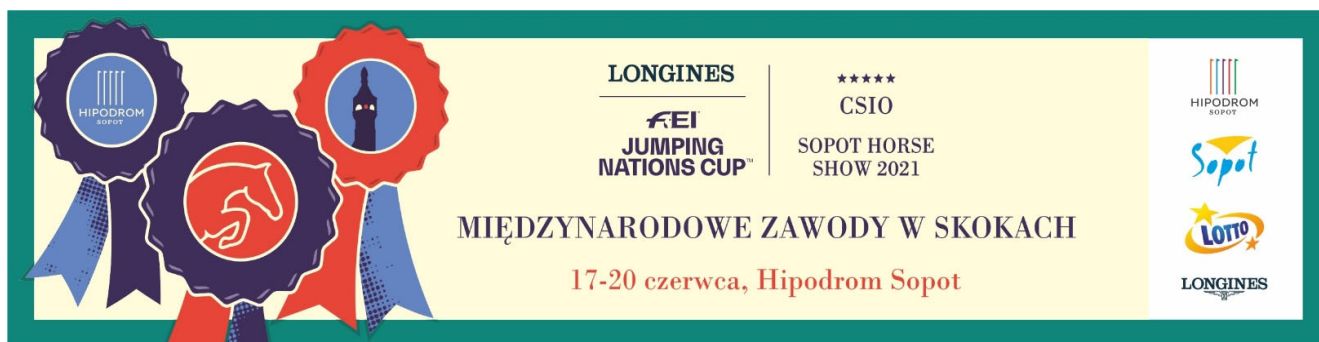 HIPODROM
SOPOT
LONGINES
FEI
JUMPING
NATIONS CUP™
★★★★★
CSIO
SOPOT HORSE
SHOW 2021
MIĘDZYNARODOWE ZAWODY W SKOKACH
17-20 czerwca, Hipodrom Sopot
HIPODROM
SOPOT
Sopot
LOTTO
LONGINES